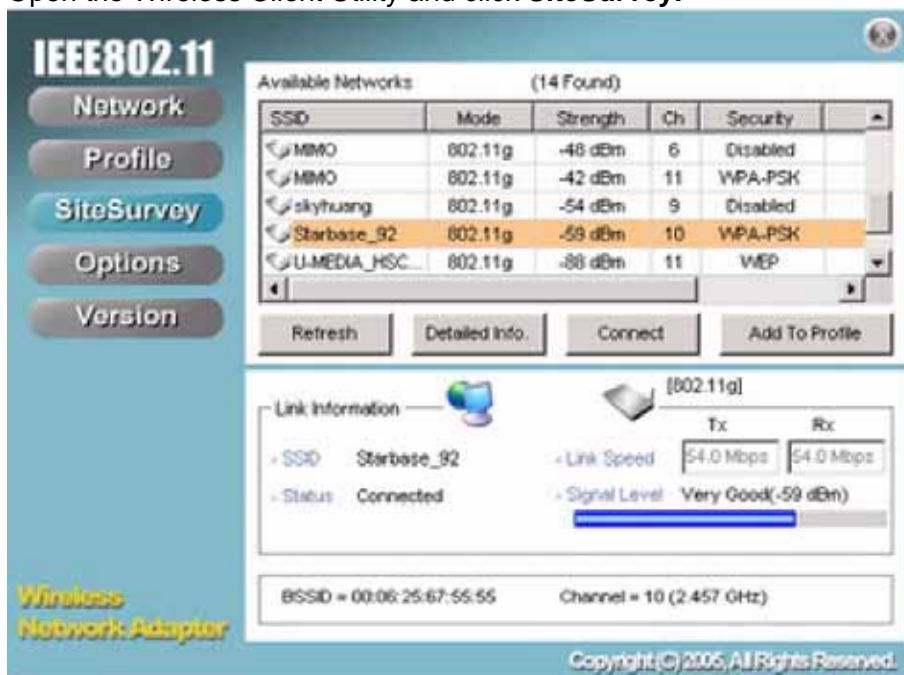 Open the Wireless Client Utility and click SiteSurvey.
IEEE802.11
Network
Profile
SiteSurvey
Options
Version
Available Networks (14 Found)
SSID Mode Strength Ch Security
MIMO 802.11g -48 dBm 6 Disabled
MIMO 802.11g -42 dBm 11 WPA-PSK
skyhuang 802.11g -54 dBm 9 Disabled
Starbase_92 802.11g -59 dBm 10 WPA-PSK
U-MEDIA_HSC... 802.11g -88 dBm 11 WEP
Refresh Detailed Info. Connect Add To Profile
[802.11g]
Link Information
Tx Rx
- SSID Starbase_92 - Link Speed 54.0 Mbps 54.0 Mbps
- Status Connected - Signal Level Very Good(-59 dBm)
BSSID = 00:06:25:67:55:55 Channel = 10 (2.457 GHz)
Wireless
Network Adapter
Copyright (C) 2005, All Rights Reserved.